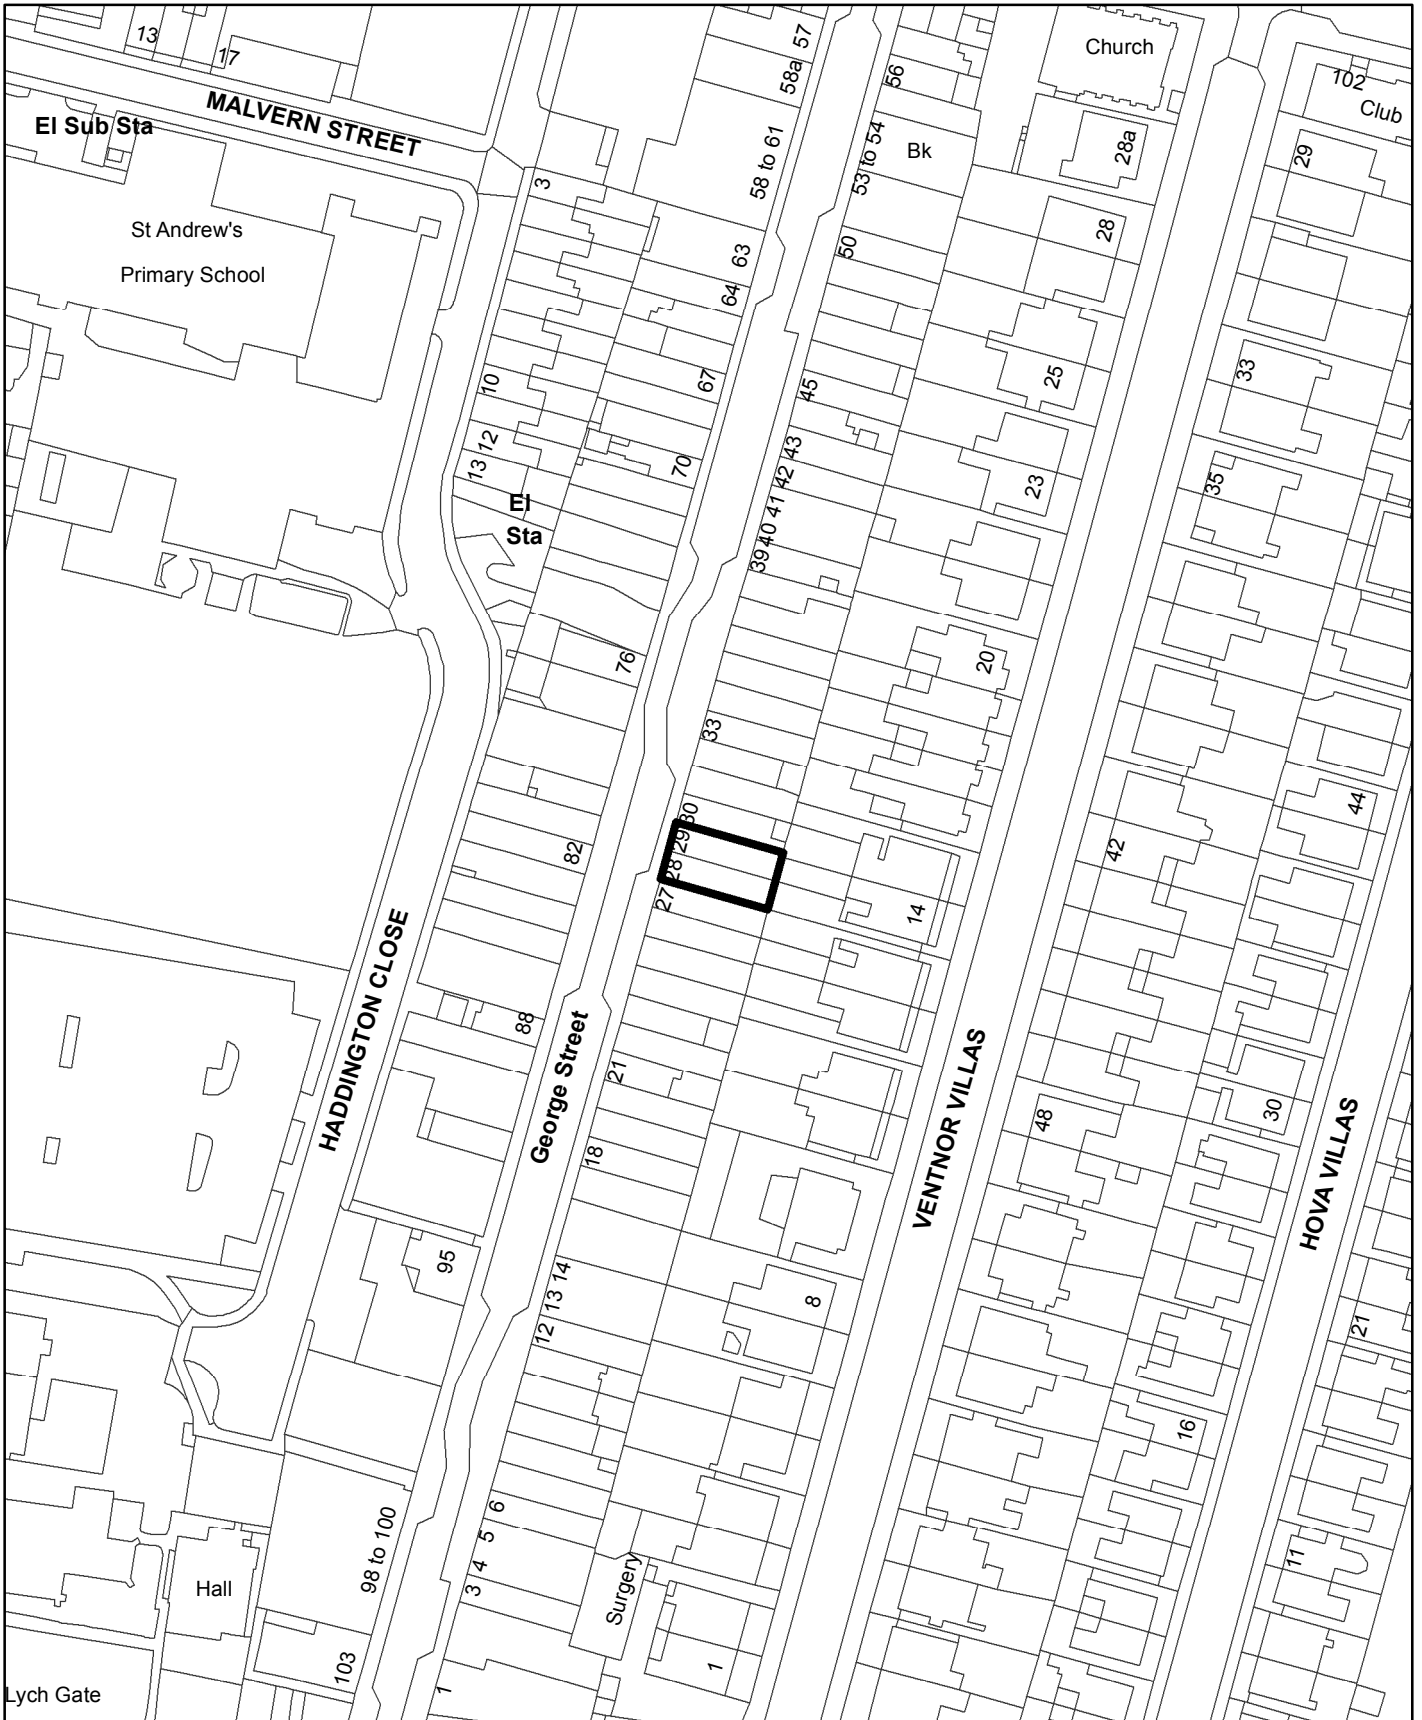 13
17
MALVERN STREET
El Sub Sta
St Andrew's
Primary School
3
57
58a
58 to 61
63
64
67
70
10
12
13
El
Sta
76
82
88
95
98 to 100
103
Hall
Lych Gate
HADDINGTON CLOSE
George Street
56
53 to 54
Bk
50
45
43
42
41
40
39
33
30
29
28
27
21
18
14
13
12
6
5
4
3
1
Surgery
Church
28a
28
25
23
20
14
8
1
VENTNOR VILLAS
102
Club
29
33
35
42
44
48
30
16
HOVA VILLAS
21
11